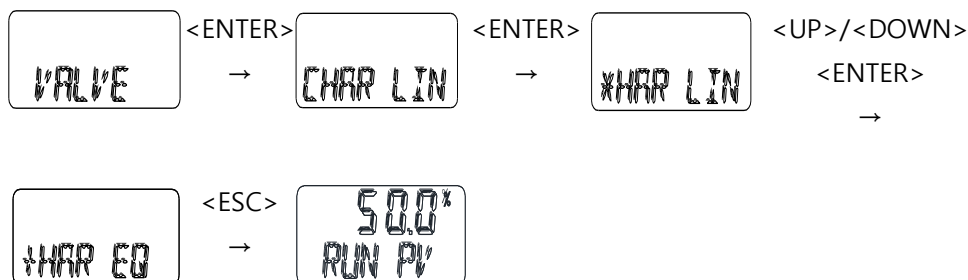 <ENTER> <ENTER> <UP>/<DOWN>
VALVE → CHAR LIN → *HAR LIN <ENTER>
→
<ESC> 50.0%
+HAR EQ → RUN PV